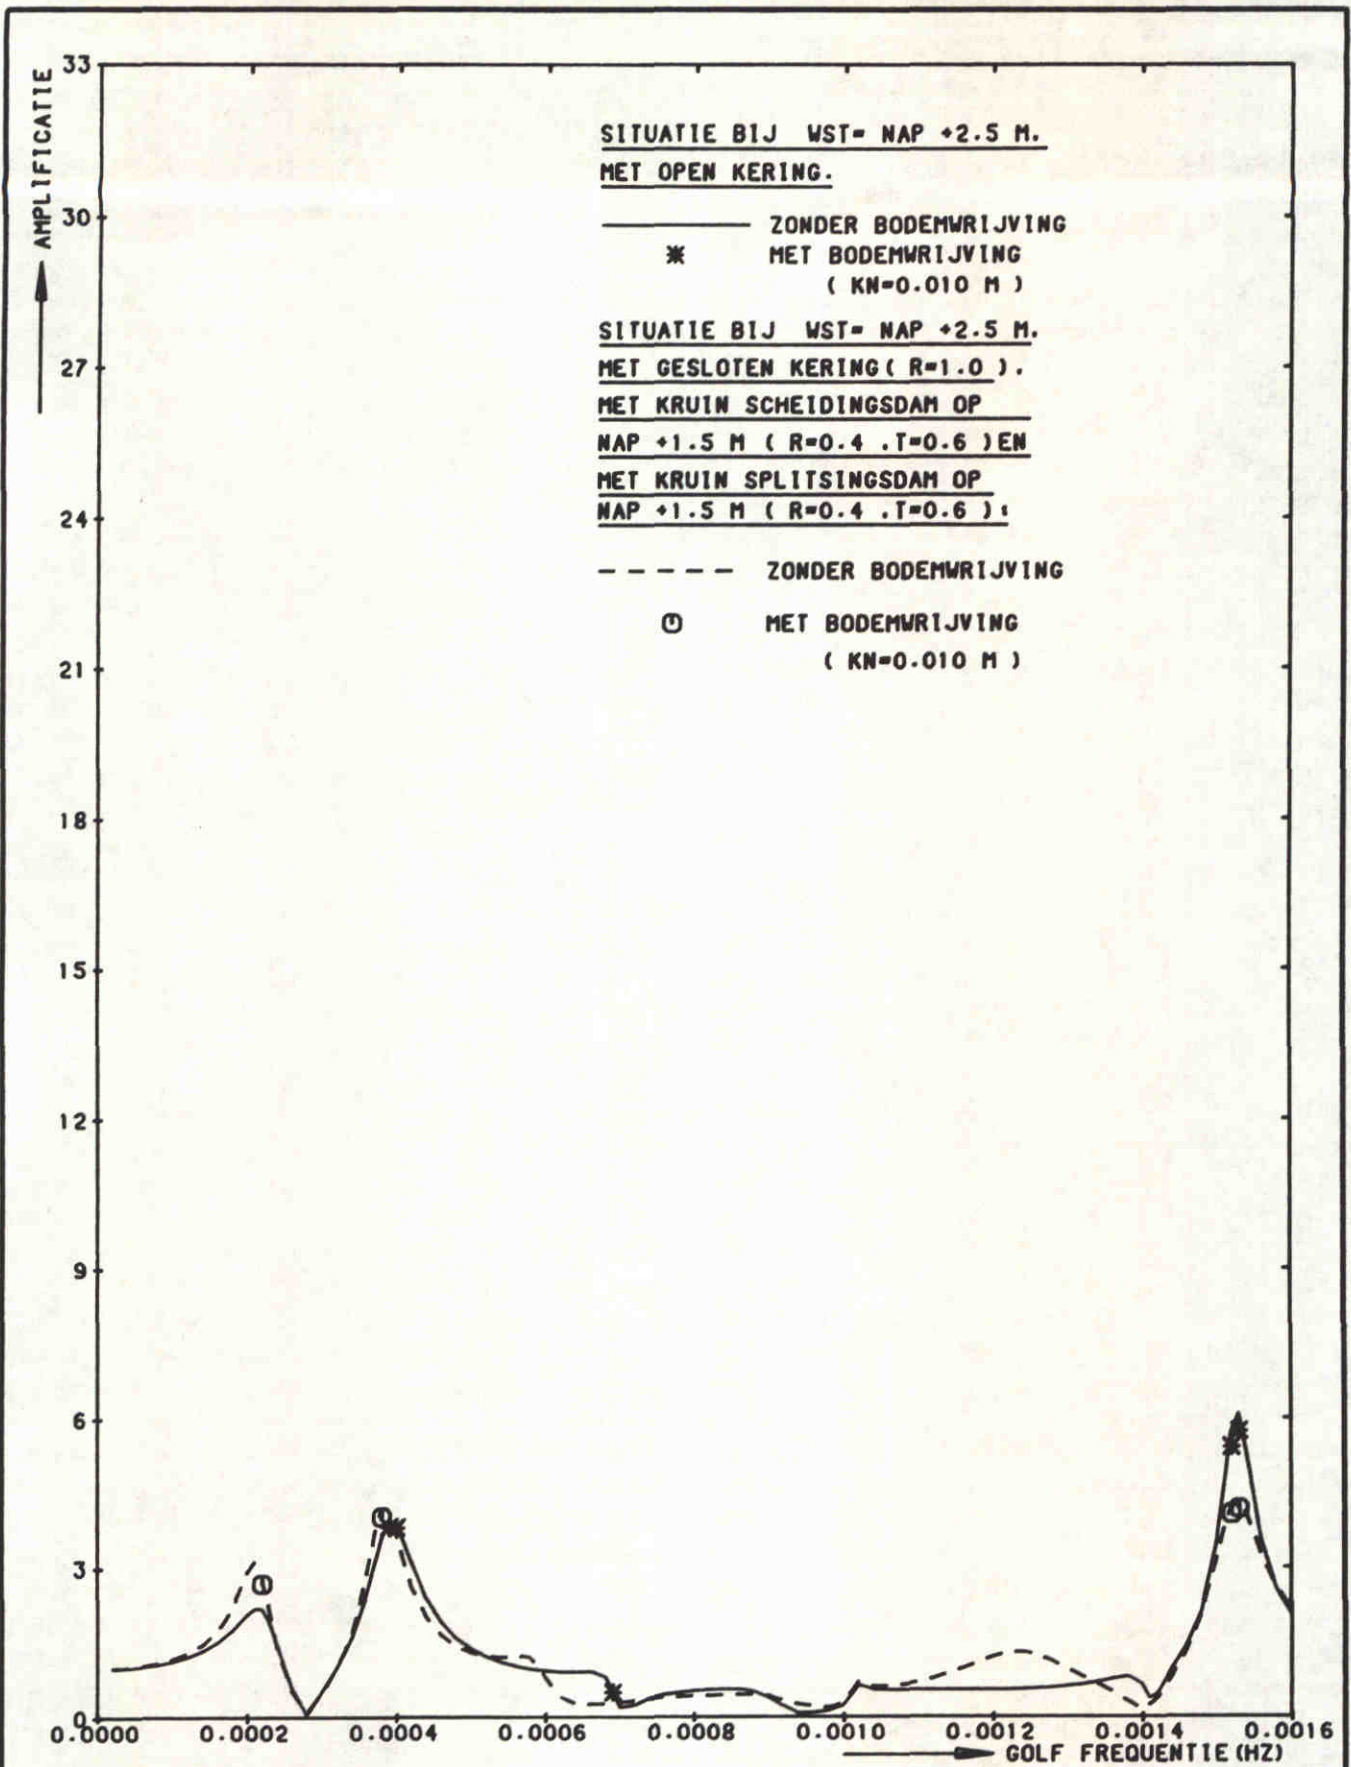 AMPLIFICATIE
33
30
27
24
21
18
15
12
9
6
3
0
SITUATIE BIJ WST= NAP +2.5 M.
MET OPEN KERING.
ZONDER BODEMWRIJVING
MET BODEMWRIJVING
( KN=0.010 M )
SITUATIE BIJ WST= NAP +2.5 M.
MET GESLOTEN KERING( R=1.0 ).
MET KRUIN SCHEIDINGSDAM OP
NAP +1.5 M ( R=0.4 .T=0.6 )EN
MET KRUIN SPLITSINGSDAM OP
NAP +1.5 M ( R=0.4 .T=0.6 ):
ZONDER BODEMWRIJVING
MET BODEMWRIJVING
( KN=0.010 M )
0.0000 0.0002 0.0004 0.0006 0.0008 0.0010 0.0012 0.0014 0.0016
GOLF FREQUENTIE(HZ)